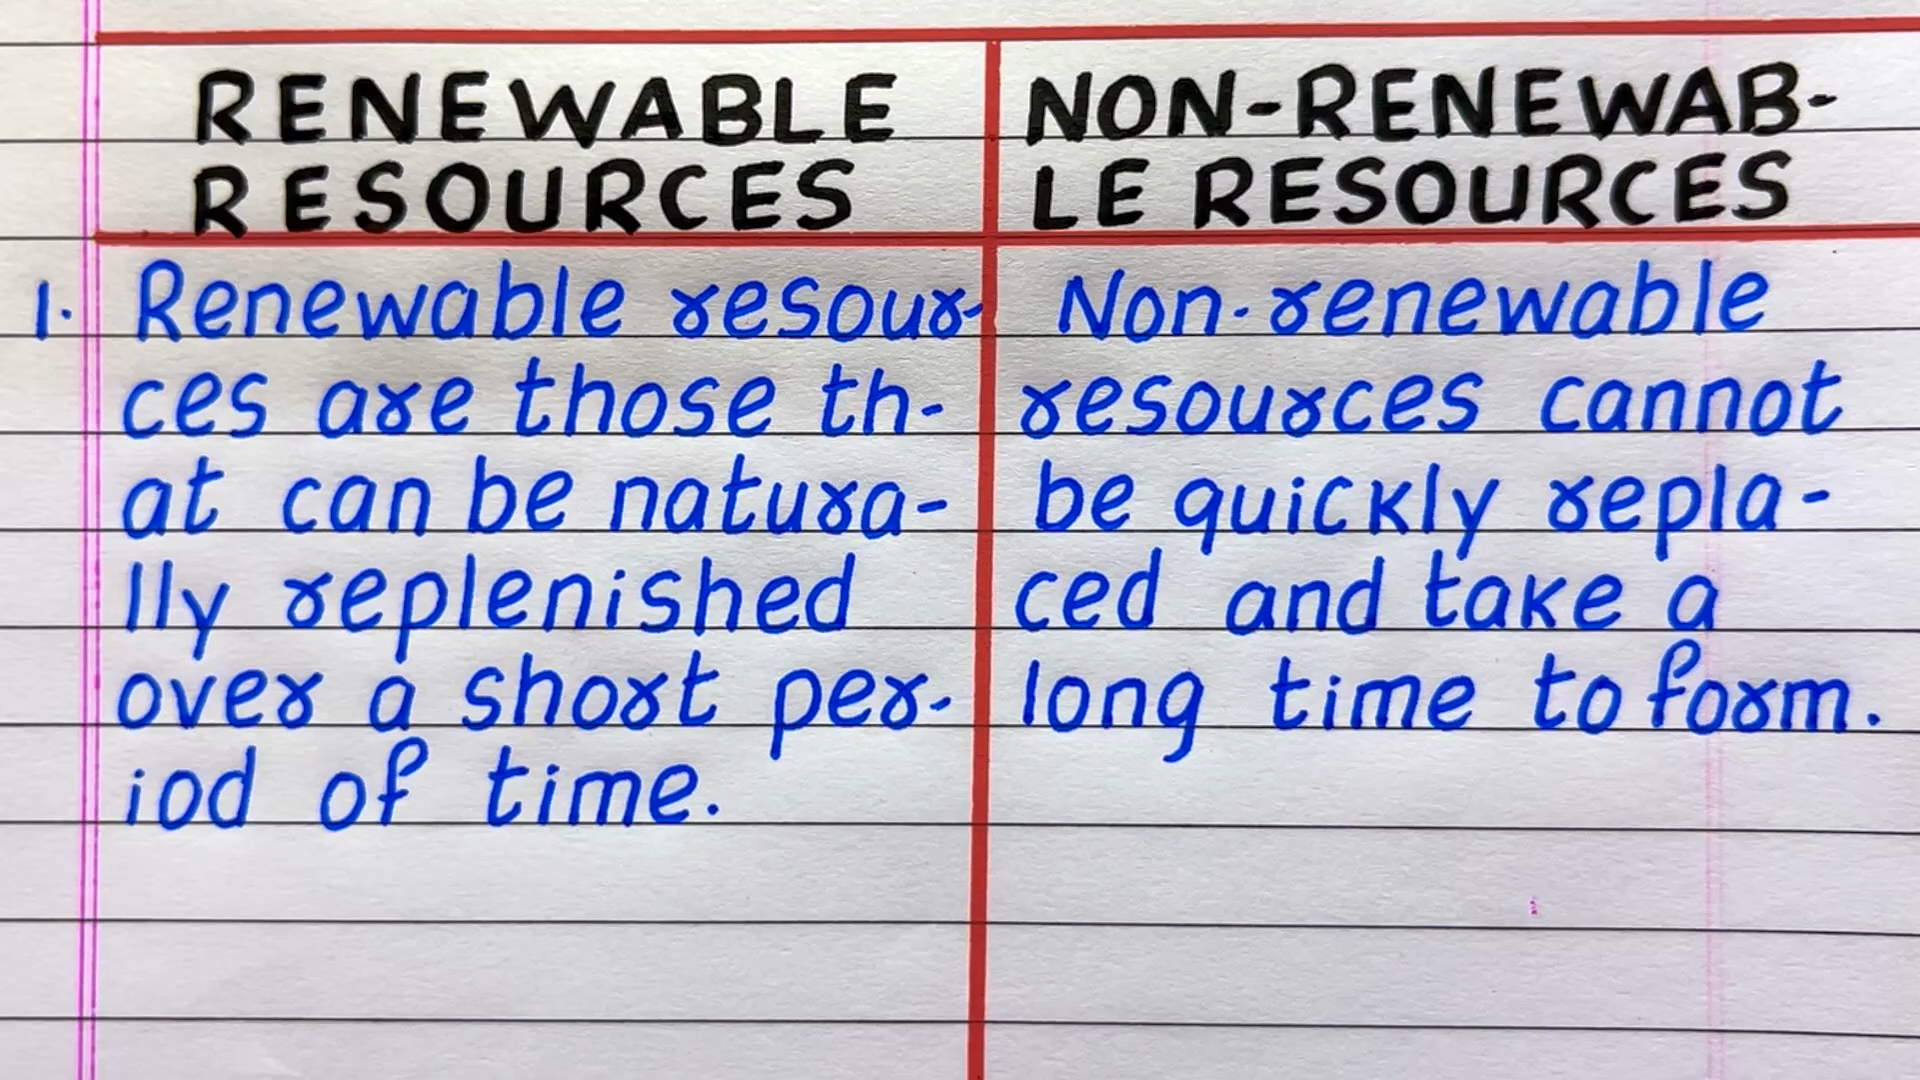 RENEWABLE
RESOURCES
NON-RENEWAB-
LE RESOURCES
1. Renewable resour-
ces are those th-
at can be natura-
lly replenished
over a short per-
iod of time.
Non-renewable
resources cannot
be quickly repla-
ced and take a
long time to form.